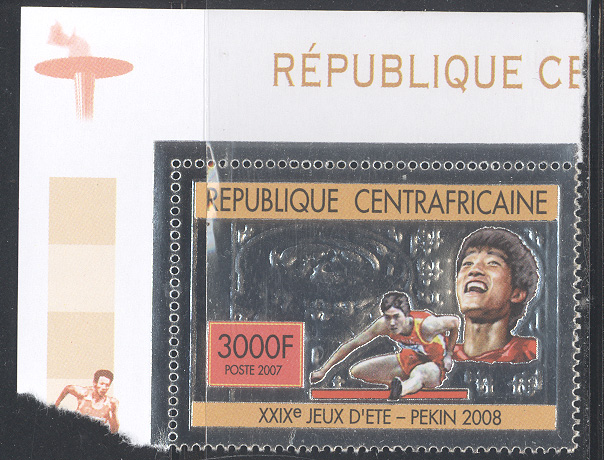 RÉPUBLIQUE CE
REPUBLIQUE CENTRAFRICAINE
3000F
POSTE 2007
XXIXe JEUX D'ETE – PEKIN 2008